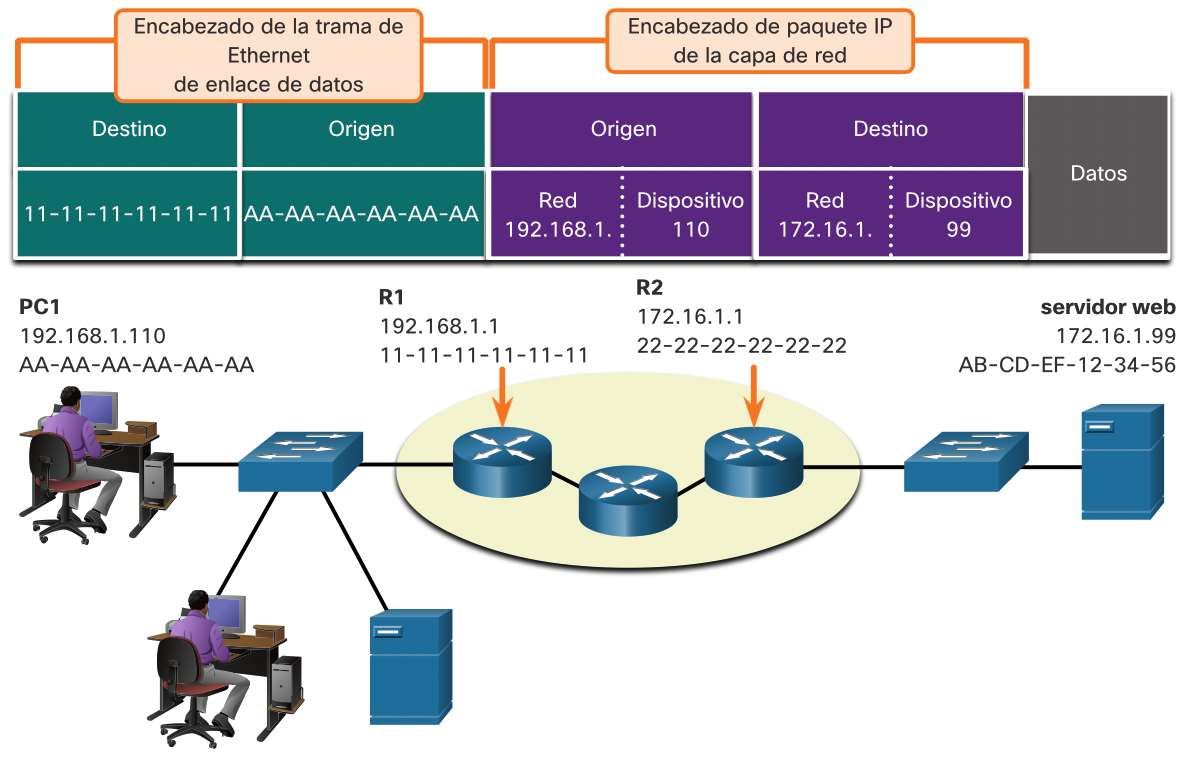 Encabezado de la trama de
Ethernet
de enlace de datos
Encabezado de paquete IP
de la capa de red
Destino
Origen
Origen
Destino
Datos
11-11-11-11-11-11
AA-AA-AA-AA-AA-AA
Red
192.168.1.
Dispositivo
110
Red
172.16.1.
Dispositivo
99
PC1
192.168.1.110
AA-AA-AA-AA-AA-AA
R1
192.168.1.1
11-11-11-11-11-11
R2
172.16.1.1
22-22-22-22-22-22
servidor web
172.16.1.99
AB-CD-EF-12-34-56